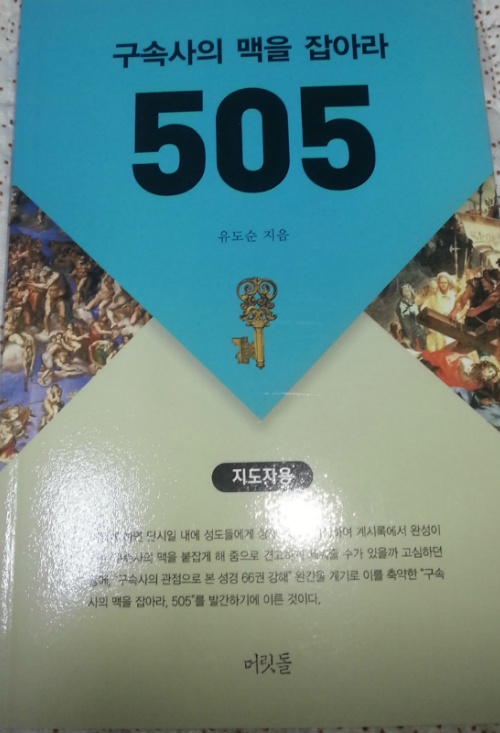 구속사의 맥을 잡아라
505
유도순 지음
지도자용
단시일 내에 성도들에게 계시록에서 완성이
맥을 붙잡게 해 줌으로 수가 있을까 고심하던
"구속사의 관점으로 본 성경 66권 강해" 완간을 계기로 이를 축약한 "구속
사의 맥을 잡아라, 505"를 발간하기에 이른 것이다.
머릿돌